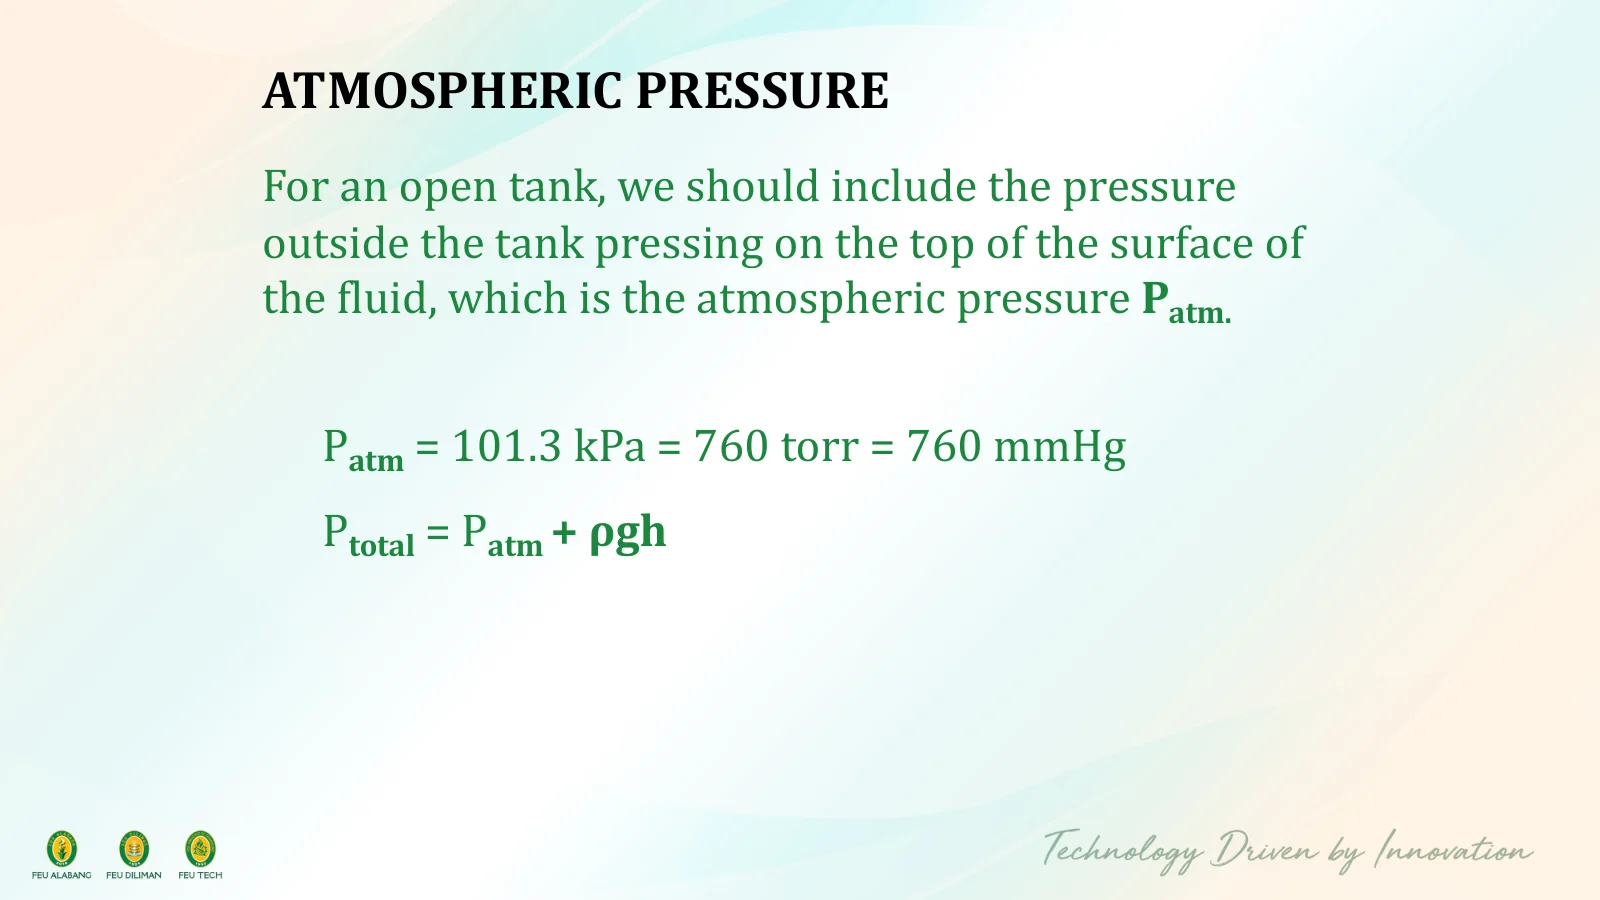 ATMOSPHERIC PRESSURE
For an open tank, we should include the pressure
outside the tank pressing on the top of the surface of
the fluid, which is the atmospheric pressure Patm.
Patm = 101.3 kPa = 760 torr = 760 mmHg
Ptotal = Patm + ρgh
FEU ALABANG FEU DILIMAN FEU TECH
Technology Driven by Innovation